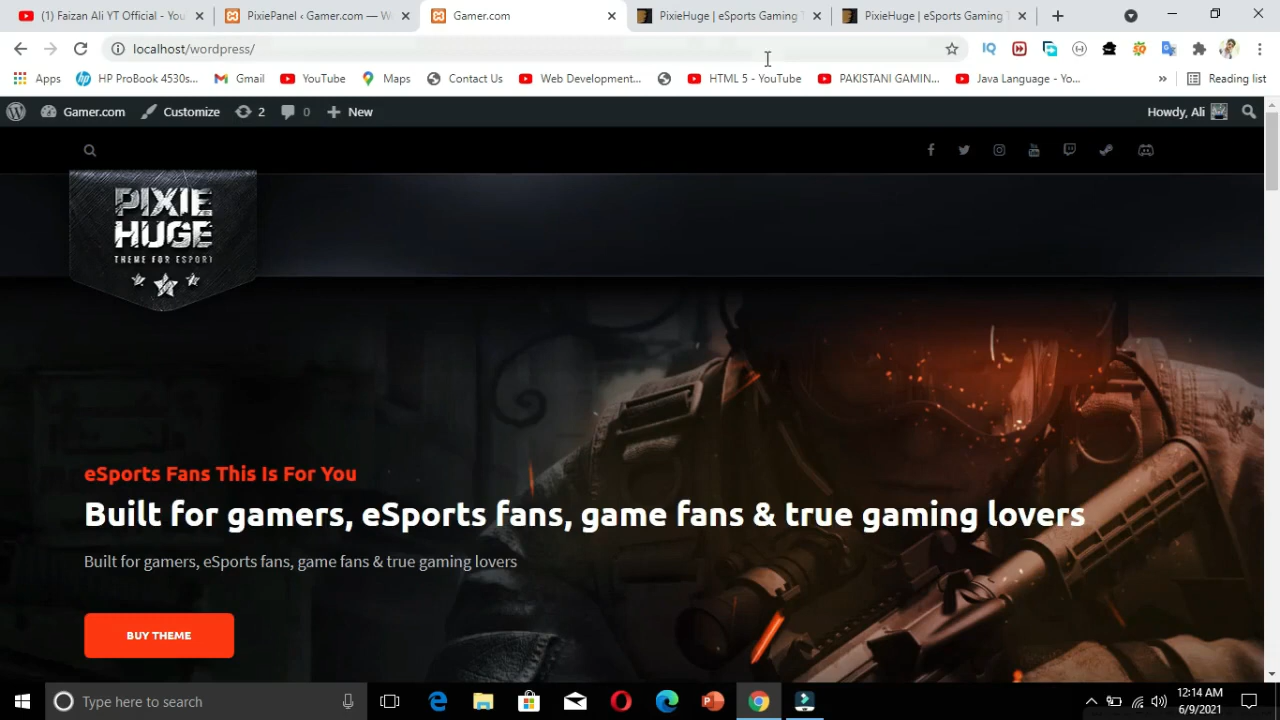 (1) Faizan Ali YT Official - You
PixiePanel ‹ Gamer.com — W
Gamer.com
PixieHuge | eSports Gaming T
PixieHuge | eSports Gaming T
localhost/wordpress/
Apps
HP ProBook 4530s...
Gmail
YouTube
Maps
Contact Us
Web Development...
HTML 5 - YouTube
PAKISTANI GAMIN...
Java Language - Yo...
»
Reading list
Gamer.com
Customize
2
0
New
Howdy, Ali
PIXIE
HUGE
THEME FOR ESPORT
eSports Fans This Is For You
Built for gamers, eSports fans, game fans & true gaming lovers
Built for gamers, eSports fans, game fans & true gaming lovers
BUY THEME
Type here to search
12:14 AM
6/9/2021